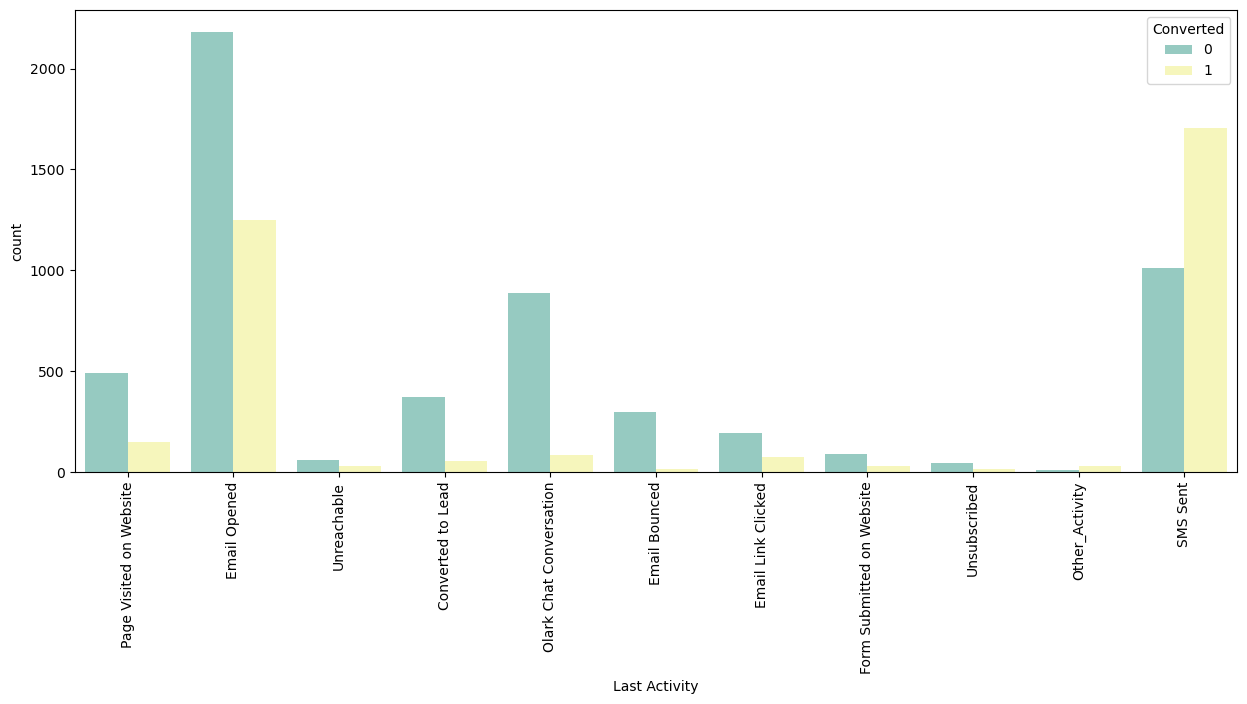 Converted
0
1
2000
1500
1000
500
0
count
Page Visited on Website
Email Opened
Unreachable
Converted to Lead
Olark Chat Conversation
Email Bounced
Email Link Clicked
Form Submitted on Website
Unsubscribed
Other_Activity
SMS Sent
Last Activity